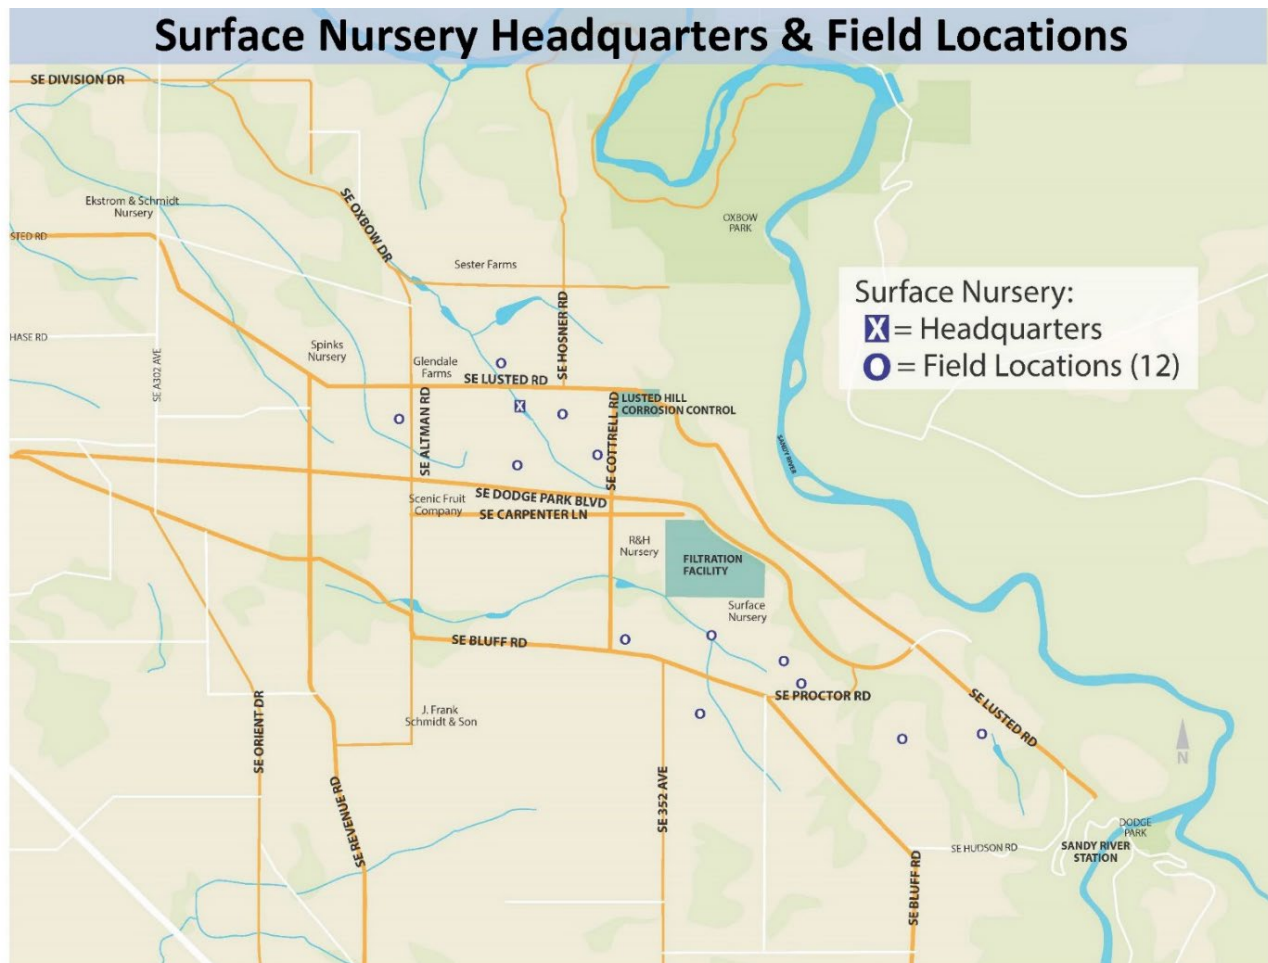 Surface Nursery Headquarters & Field Locations
SE DIVISION DR
Ekstrom & Schmidt
Nursery
STED RD
SE OXBOW DR
OXBOW
PARK
Sester Farms
Surface Nursery:
X = Headquarters
O = Field Locations (12)
HASE RD
SE A302 AVE
Spinks
Nursery
Glendale
Farms
SE HOSNER RD
SE LUSTED RD
LUSTED HILL
CORROSION CONTROL
X
O
O
O
O
O
SE ALTMAN RD
SE COTTRELL RD
SANDY RIVER
SE DODGE PARK BLVD
Scenic Fruit
Company
SE CARPENTER LN
R&H
Nursery
FILTRATION
FACILITY
Surface
Nursery
SE BLUFF RD
O
O
O
O
O
O
O
SE PROCTOR RD
SE LUSTED RD
J. Frank
Schmidt & Son
SE ORIENT DR
SE REVENUE RD
SE 352 AVE
N
DODGE
PARK
SE HUDSON RD
SANDY RIVER
STATION
SE BLUFF RD